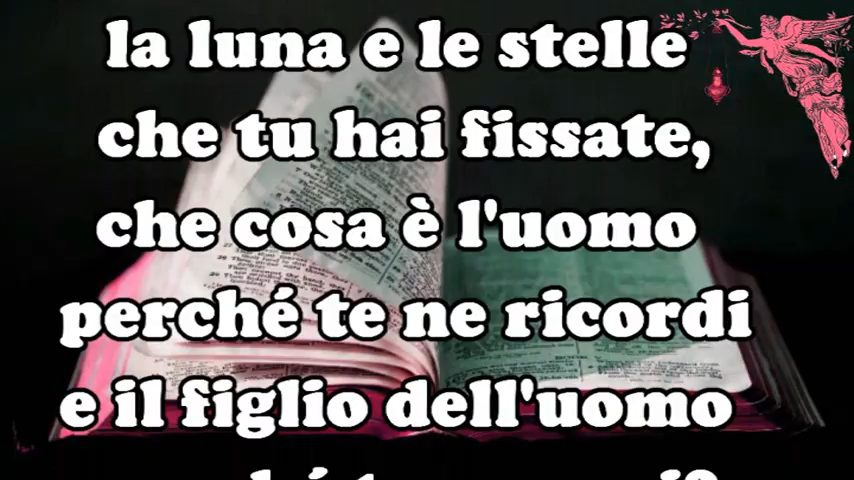 la luna e le stelle
che tu hai fissate,
che cosa è l'uomo
perché te ne ricordi
e il figlio dell'uomo